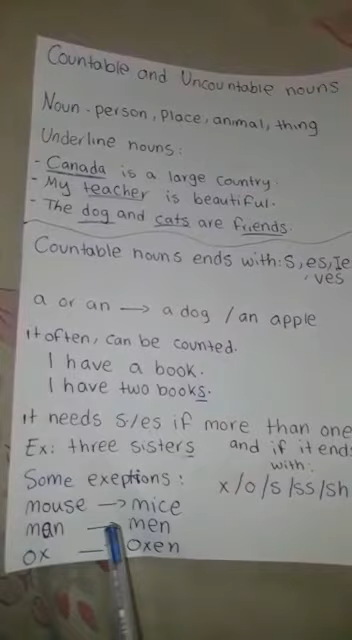 Countable and Uncountable nouns
Noun - person, place, animal, thing
Underline nouns:
- Canada is a large country.
- My teacher is beautiful.
- The dog and cats are friends.
Countable nouns ends with: S, es, Ie
, ves
a or an → a dog / an apple
it often, can be counted.
I have a book.
I have two books.
it needs S/es if more than one
Ex: three sisters and if it ends
with:
Some exeptions: x/o/s/ss/sh
mouse → mice
man → men
ox → oxen